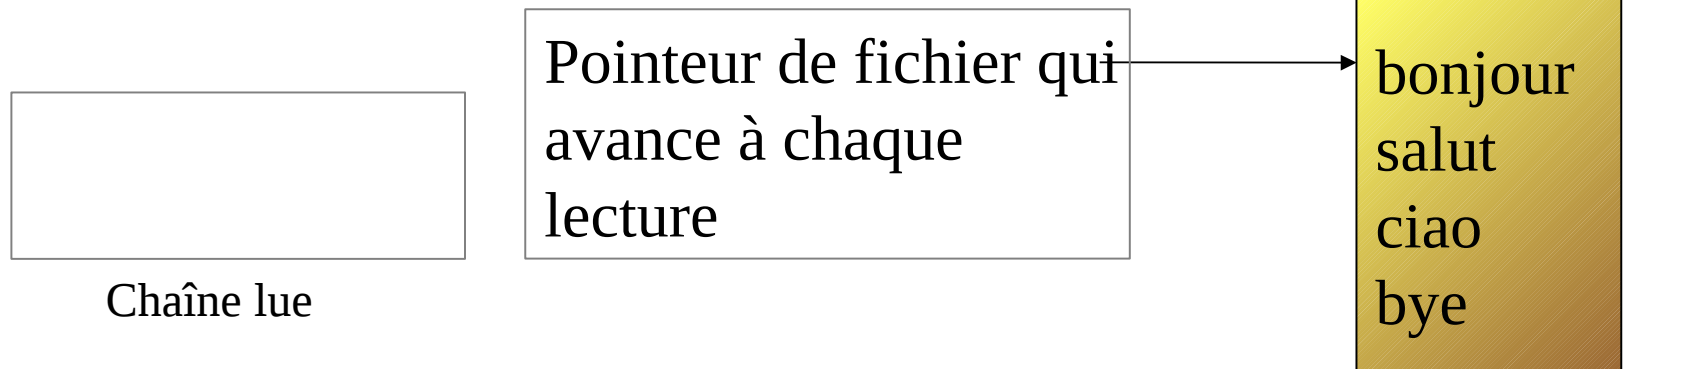 Pointeur de fichier qui
avance à chaque
lecture
Chaîne lue
bonjour
salut
ciao
bye